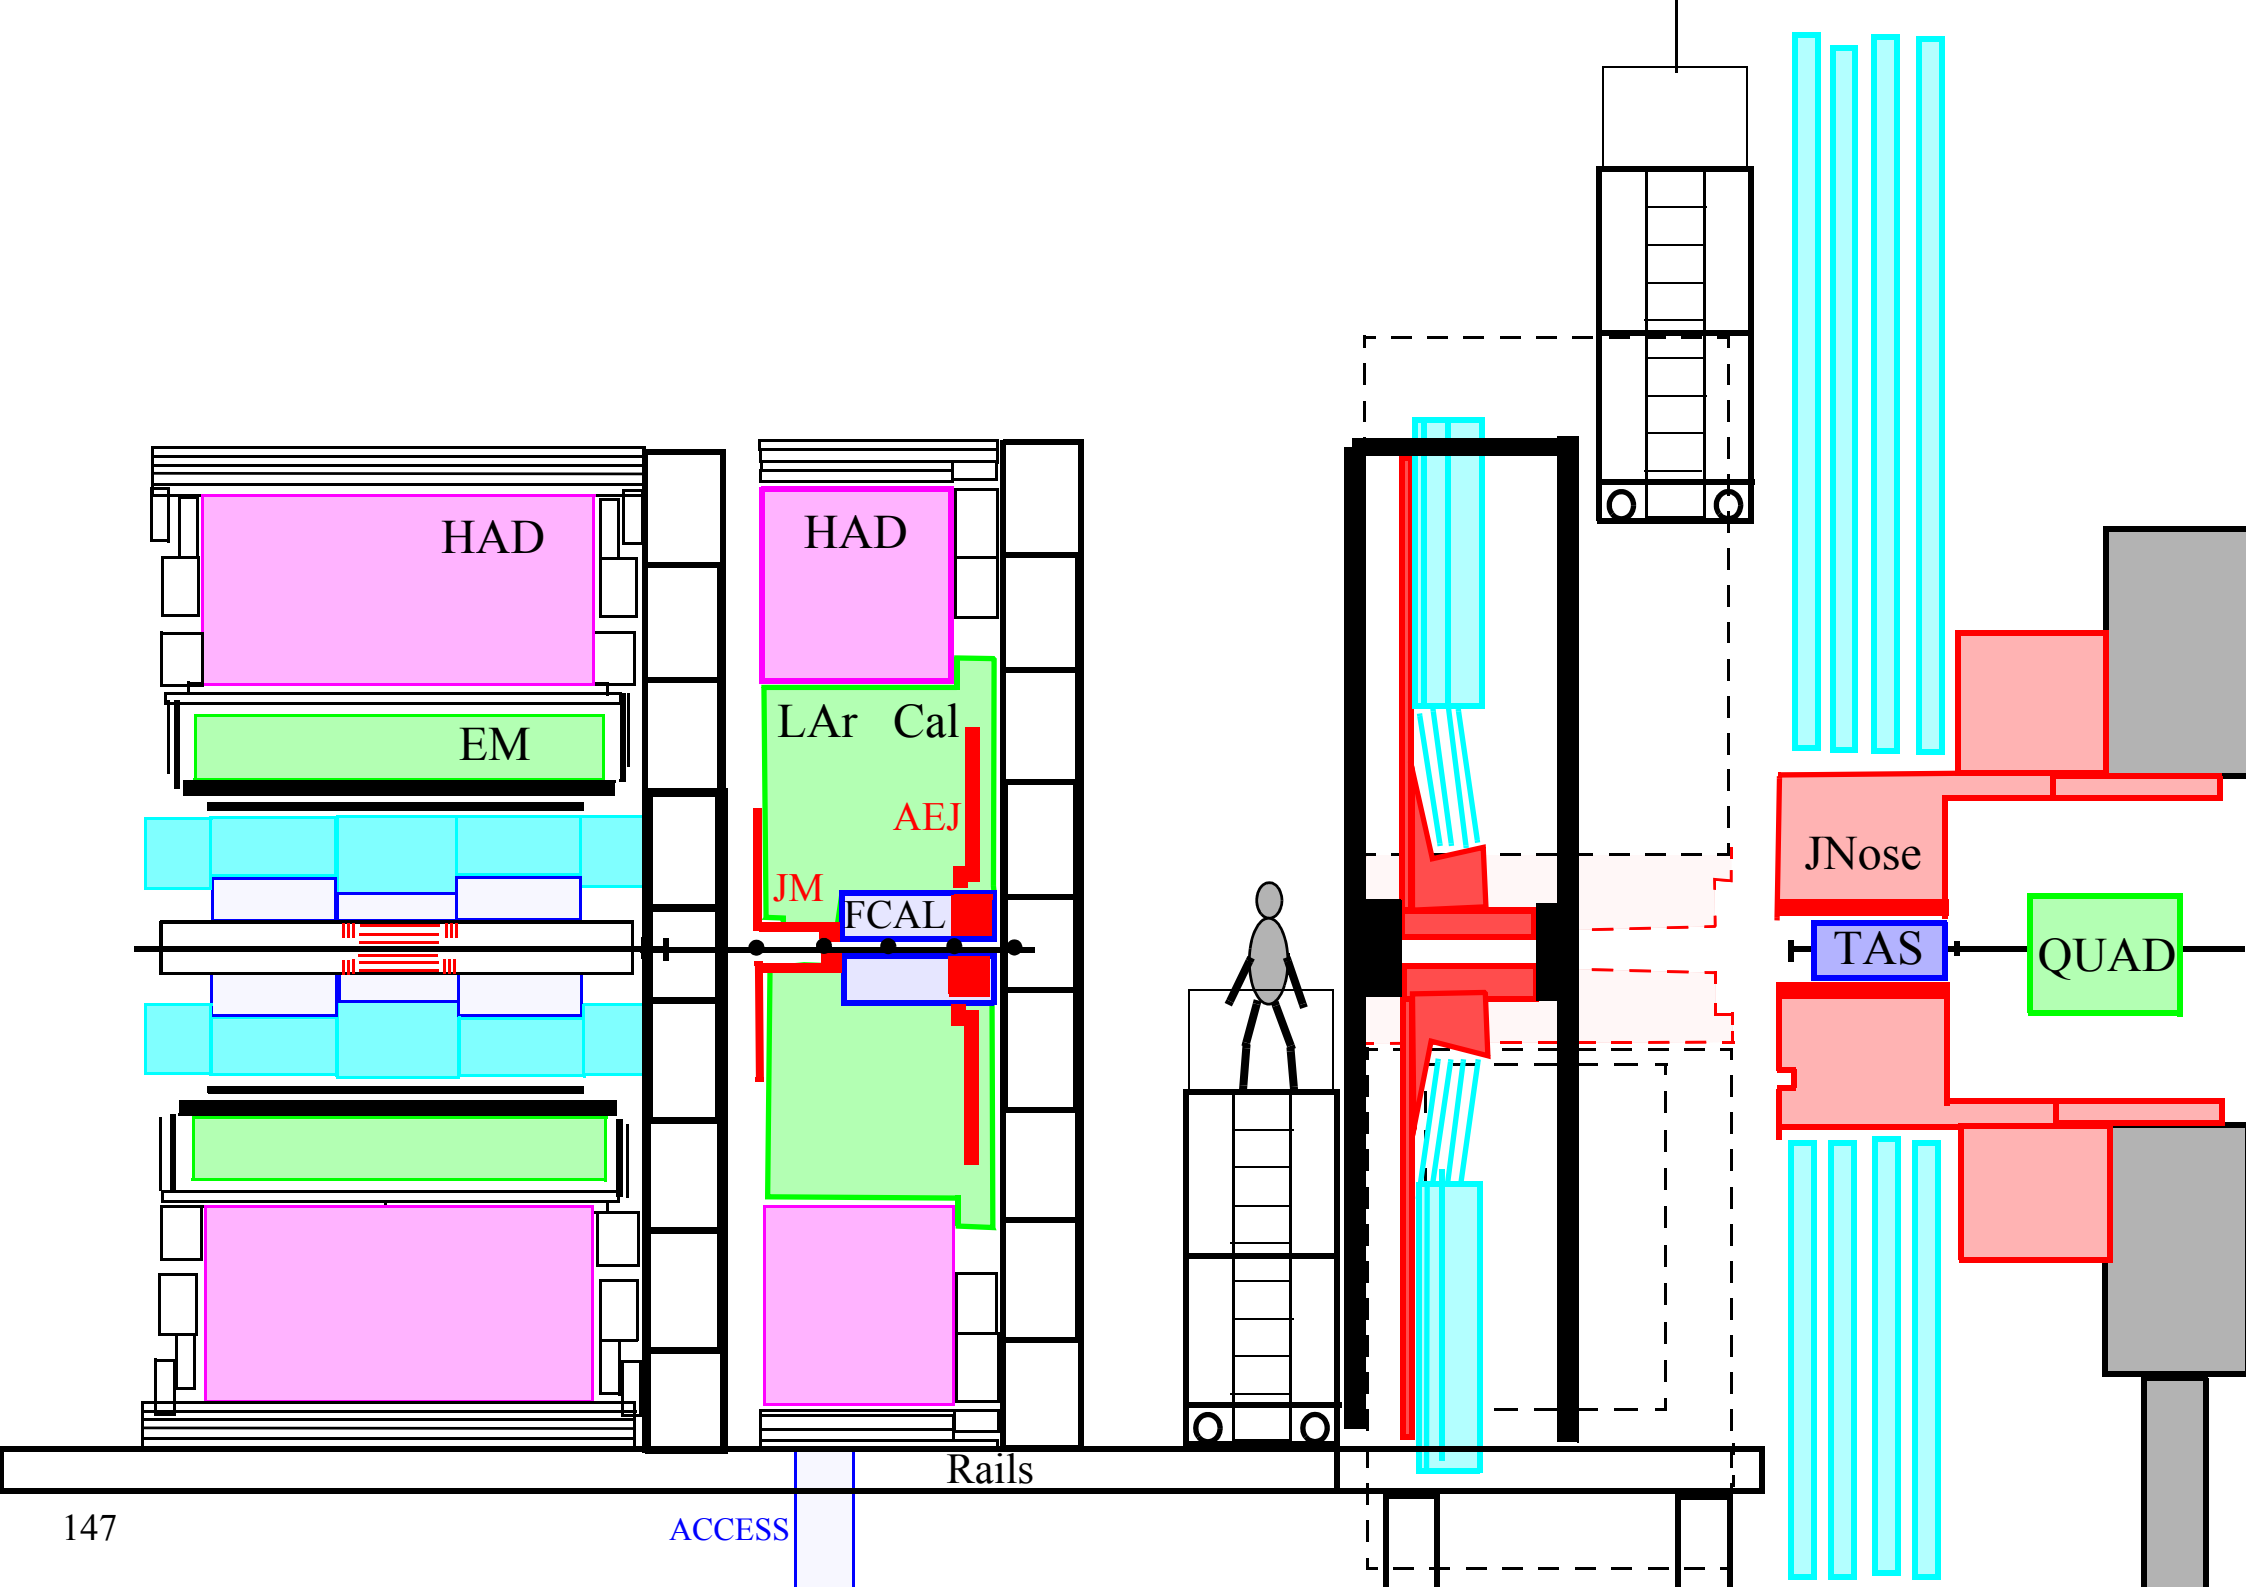 HAD
HAD
EM
LAr Cal
AEJ
JM
FCAL
JNose
TAS
QUAD
Rails
ACCESS
147